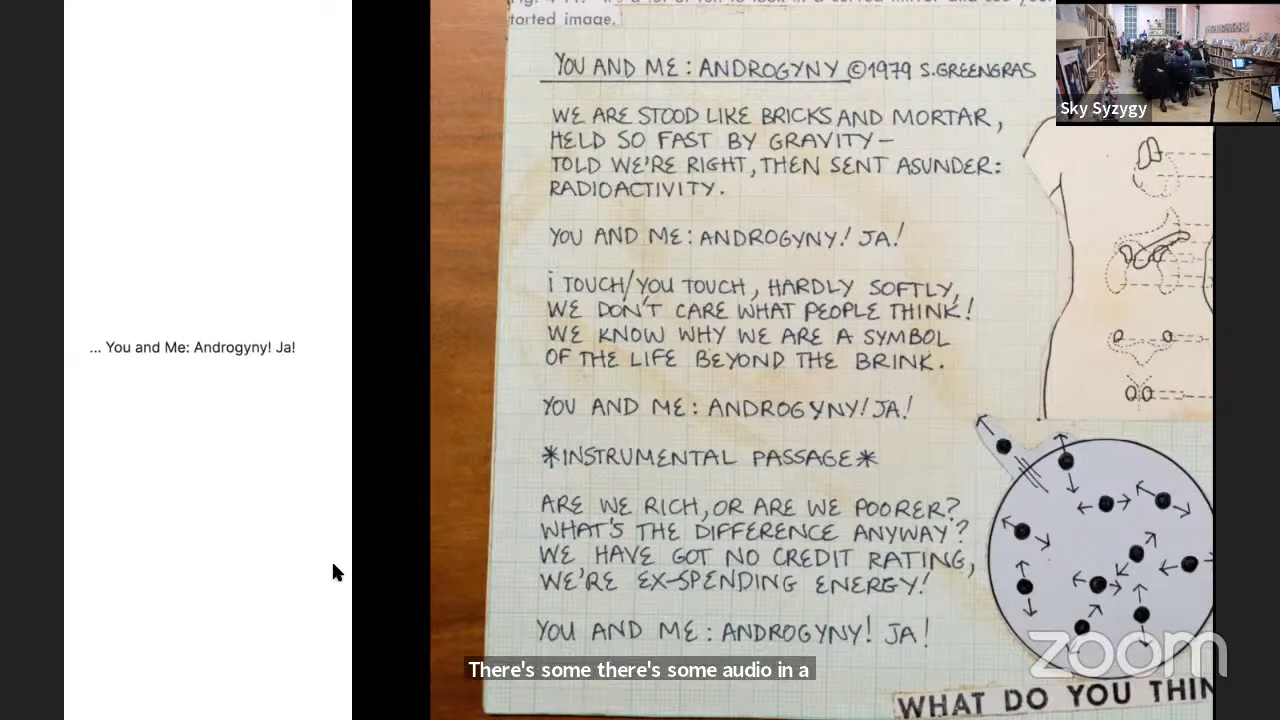 torted image.
YOU AND ME: ANDROGYNY ©1979 S.GREENGRAS
WE ARE STOOD LIKE BRICKS AND MORTAR,
HELD SO FAST BY GRAVITY—
TOLD WE'RE RIGHT, THEN SENT ASUNDER:
RADIOACTIVITY.
YOU AND ME: ANDROGYNY! JA!
i TOUCH/YOU TOUCH, HARDLY SOFTLY,
WE DON'T CARE WHAT PEOPLE THINK!
WE KNOW WHY WE ARE A SYMBOL
OF THE LIFE BEYOND THE BRINK.
YOU AND ME: ANDROGYNY! JA!
*INSTRUMENTAL PASSAGE*
ARE WE RICH, OR ARE WE POORER?
WHAT'S THE DIFFERENCE ANYWAY?
WE HAVE GOT NO CREDIT RATING,
WE'RE EX-SPENDING ENERGY!
YOU AND ME: ANDROGYNY! JA!
WHAT DO YOU THIN
... You and Me: Androgyny! Ja!
Sky Syzygy
There's some there's some audio in a
zoom